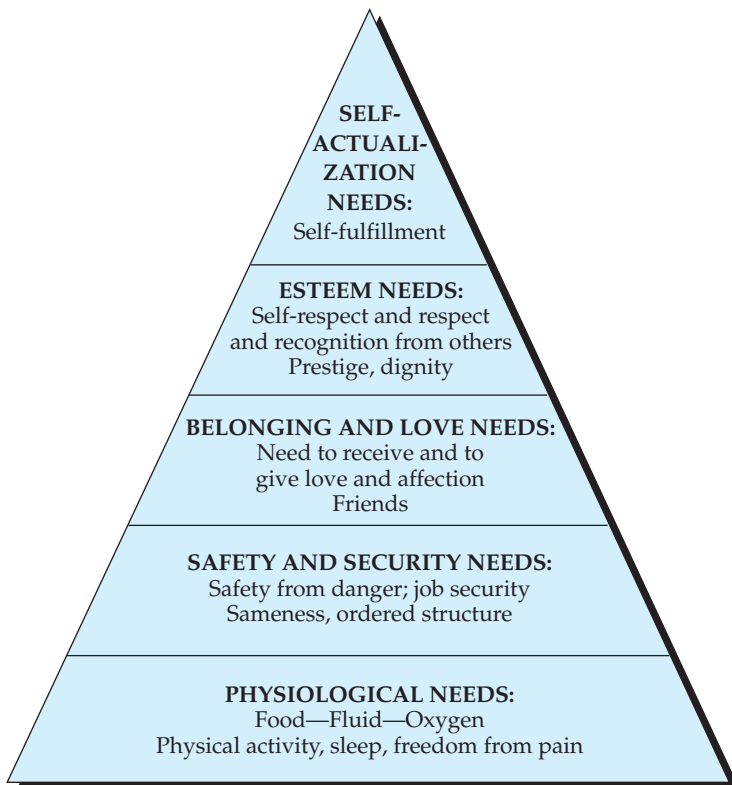 SELF-
ACTUALI-
ZATION
NEEDS:
Self-fulfillment
ESTEEM NEEDS:
Self-respect and respect
and recognition from others
Prestige, dignity
BELONGING AND LOVE NEEDS:
Need to receive and to
give love and affection
Friends
SAFETY AND SECURITY NEEDS:
Safety from danger; job security
Sameness, ordered structure
PHYSIOLOGICAL NEEDS:
Food—Fluid—Oxygen
Physical activity, sleep, freedom from pain